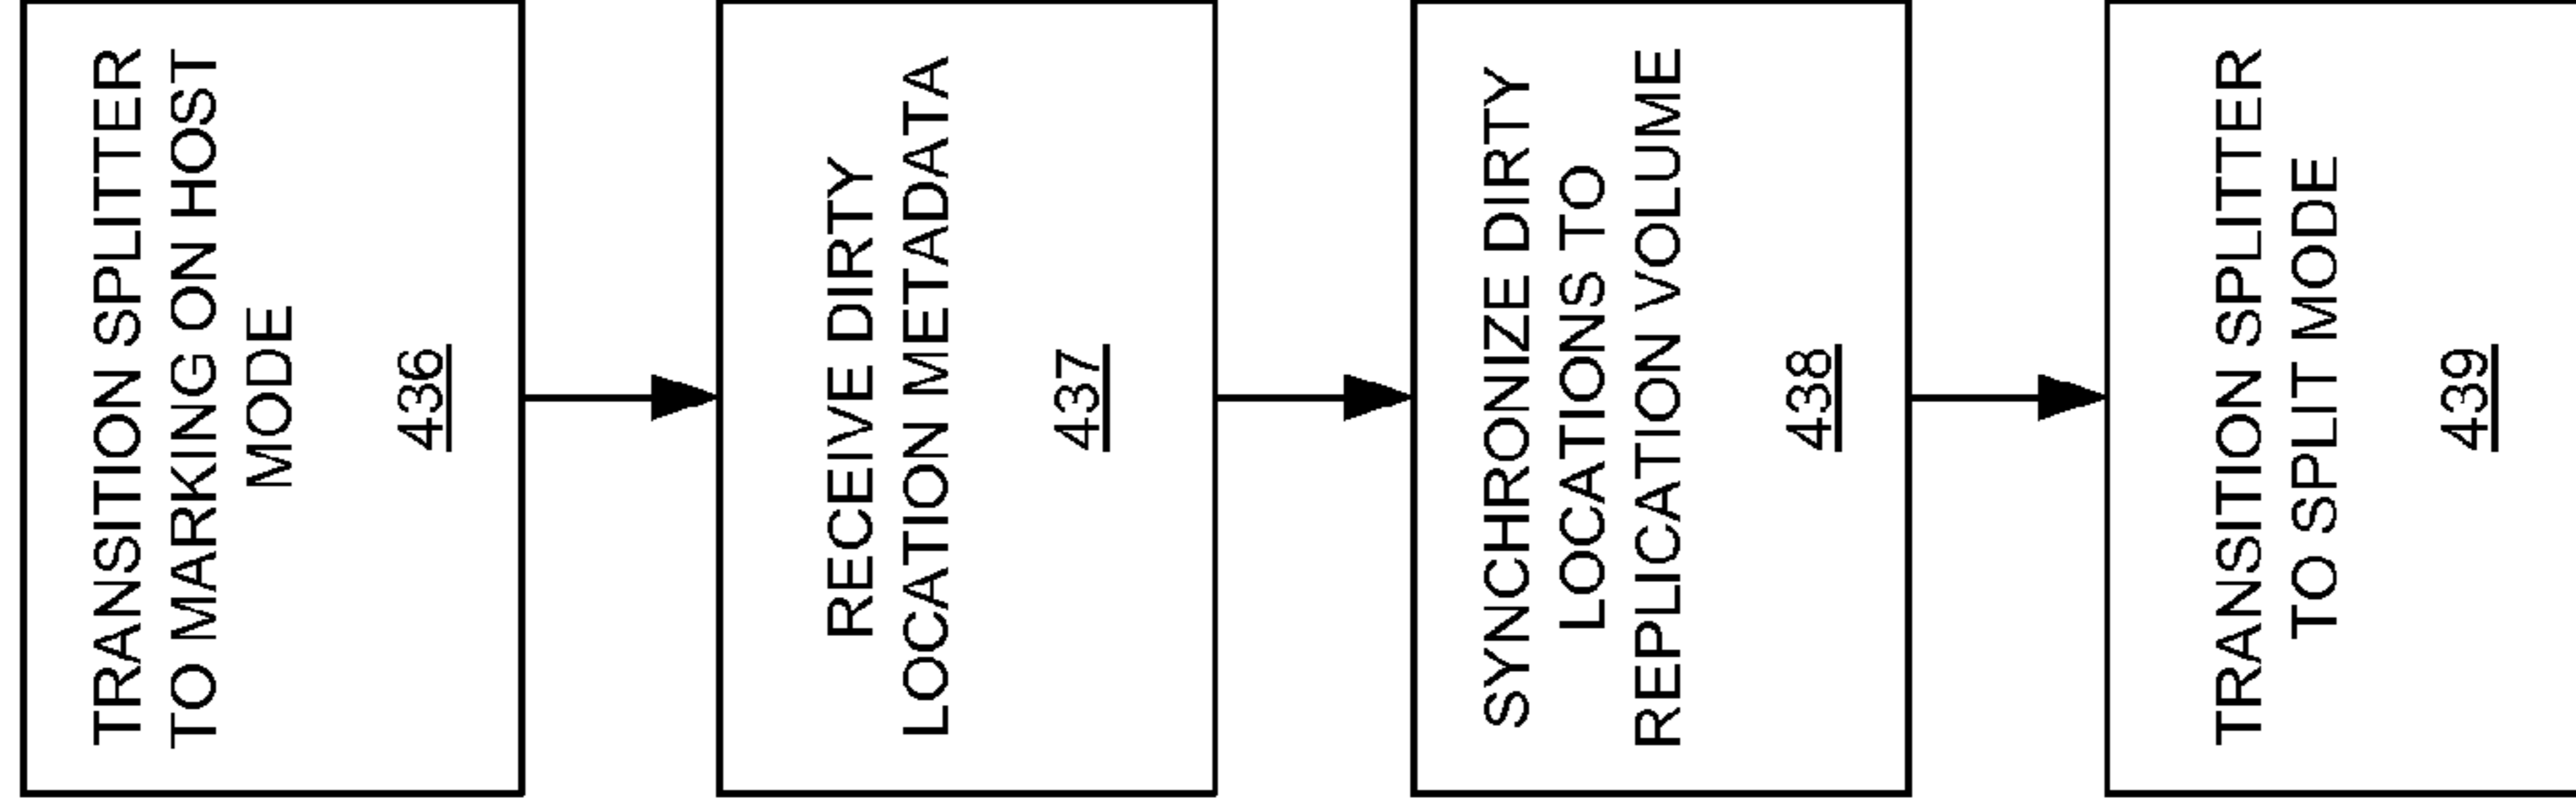 TRANSITION SPLITTER
TO MARKING ON HOST
MODE
436
RECEIVE DIRTY
LOCATION METADATA
437
SYNCHRONIZE DIRTY
LOCATIONS TO
REPLICATION VOLUME
438
TRANSITION SPLITTER
TO SPLIT MODE
439